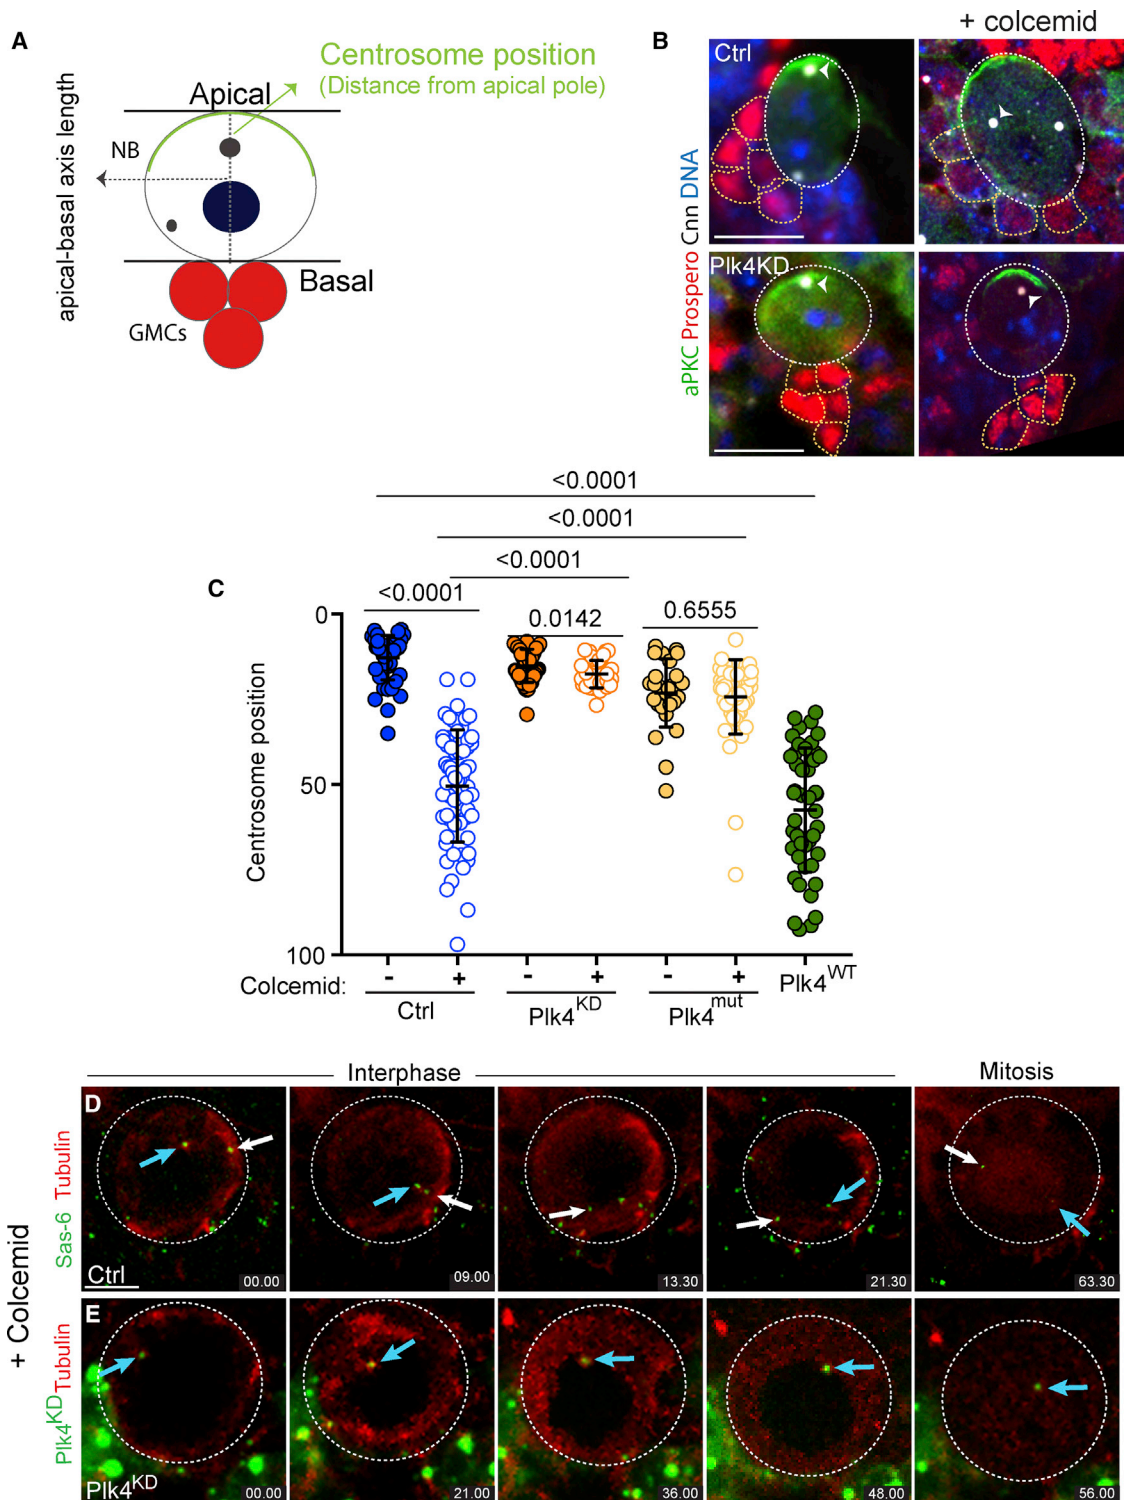 A
Centrosome position
(Distance from apical pole)
Apical
NB
apical-basal axis length
Basal
GMCs
B
+ colcemid
Ctrl
Plk4KD
aPKC Prospero Cnn DNA
C
<0.0001
<0.0001
<0.0001
<0.0001
0.0142
0.6555
Centrosome position
0
50
100
Colcemid:
- + - + - +
Ctrl
Plk4KD
Plk4mut
Plk4WT
Interphase
Mitosis
+ Colcemid
D
Sas-6 Tubulin
Ctrl
00.00
09.00
13.30
21.30
63.30
E
Plk4KD Tubulin
Plk4KD
00.00
21.00
36.00
48.00
56.00